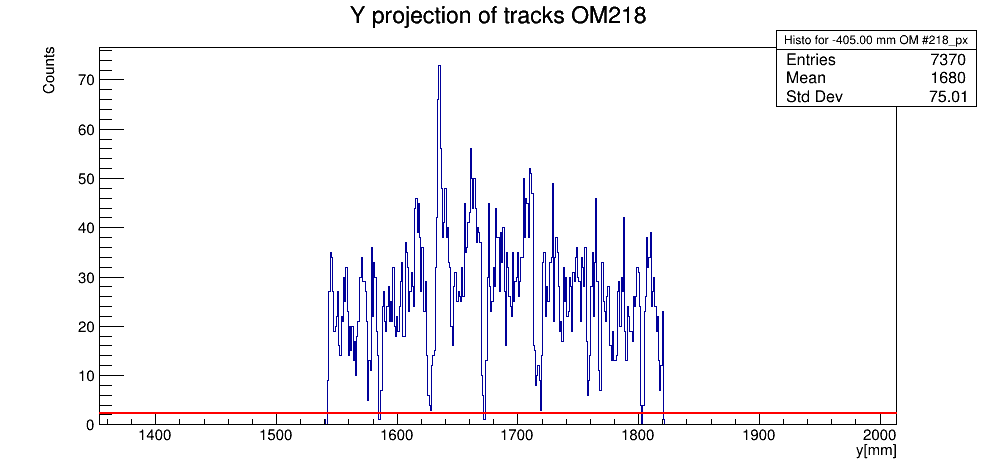 Y projection of tracks OM218
Histo for -405.00 mm OM #218_px
Entries 7370
Mean 1680
Std Dev 75.01
Counts
70
60
50
40
30
20
10
0
1400 1500 1600 1700 1800 1900 2000
y[mm]